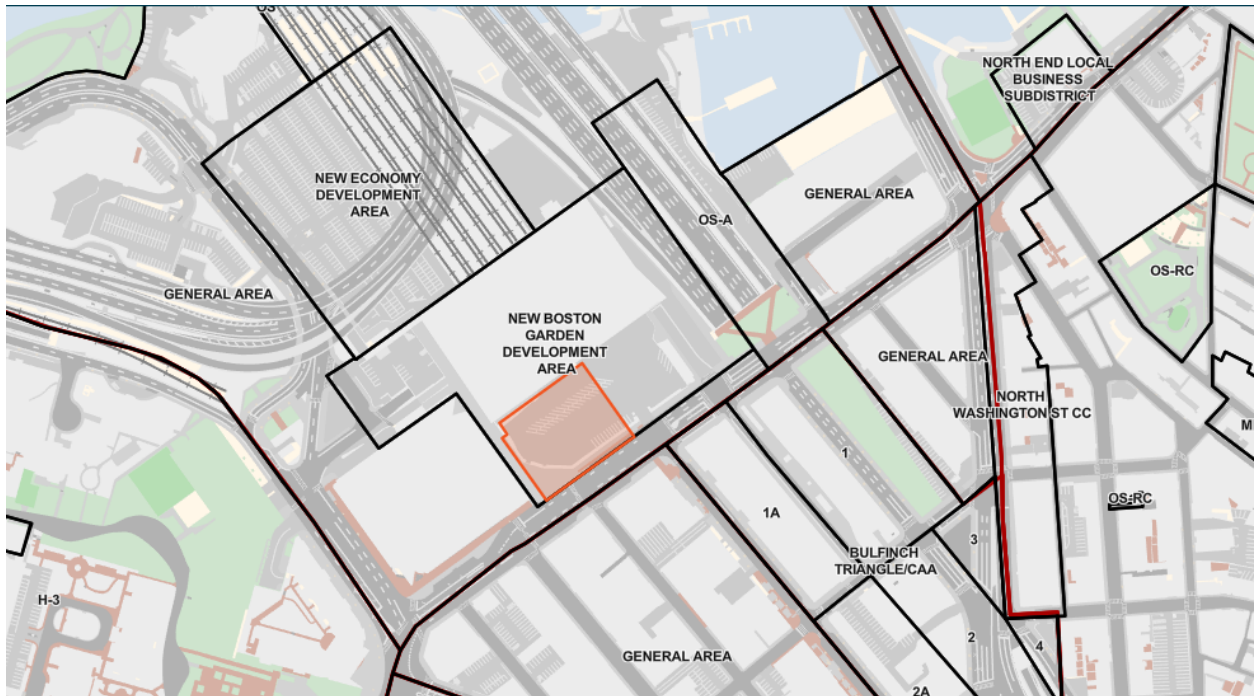 OS
NORTH END LOCAL
BUSINESS
SUBDISTRICT
NEW ECONOMY
DEVELOPMENT
AREA
GENERAL AREA
OS-A
OS-RC
GENERAL AREA
NEW BOSTON
GARDEN
DEVELOPMENT
AREA
GENERAL AREA
NORTH
WASHINGTON ST CC
1
OS-RC
1A
3
BULFINCH
TRIANGLE/CAA
H-3
GENERAL AREA
2
4
2A